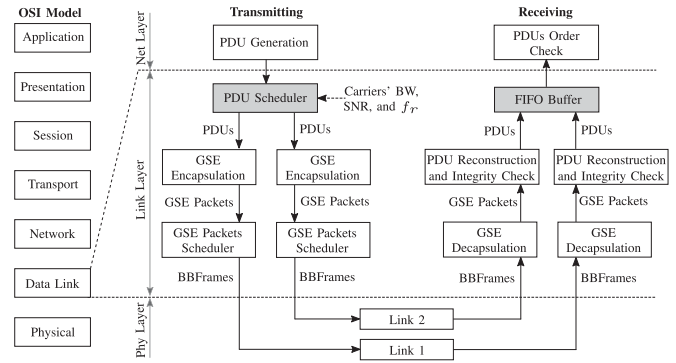 OSI Model
Application
Presentation
Session
Transport
Network
Data Link
Physical
Net Layer
Link Layer
Phy Layer
Transmitting
PDU Generation
PDU Scheduler
Carriers' BW,
SNR, and fr
PDUs
PDUs
GSE
Encapsulation
GSE
Encapsulation
GSE Packets
GSE Packets
GSE Packets
Scheduler
GSE Packets
Scheduler
BBFrames
BBFrames
Receiving
PDUs Order
Check
FIFO Buffer
PDUs
PDUs
PDU Reconstruction
and Integrity Check
PDU Reconstruction
and Integrity Check
GSE Packets
GSE Packets
GSE
Decapsulation
GSE
Decapsulation
BBFrames
BBFrames
Link 2
Link 1